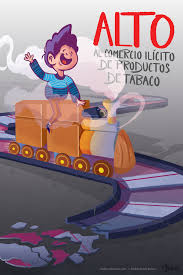 ALTO
AL COMERCIO ILÍCITO
DE PRODUCTOS
DE TABACO